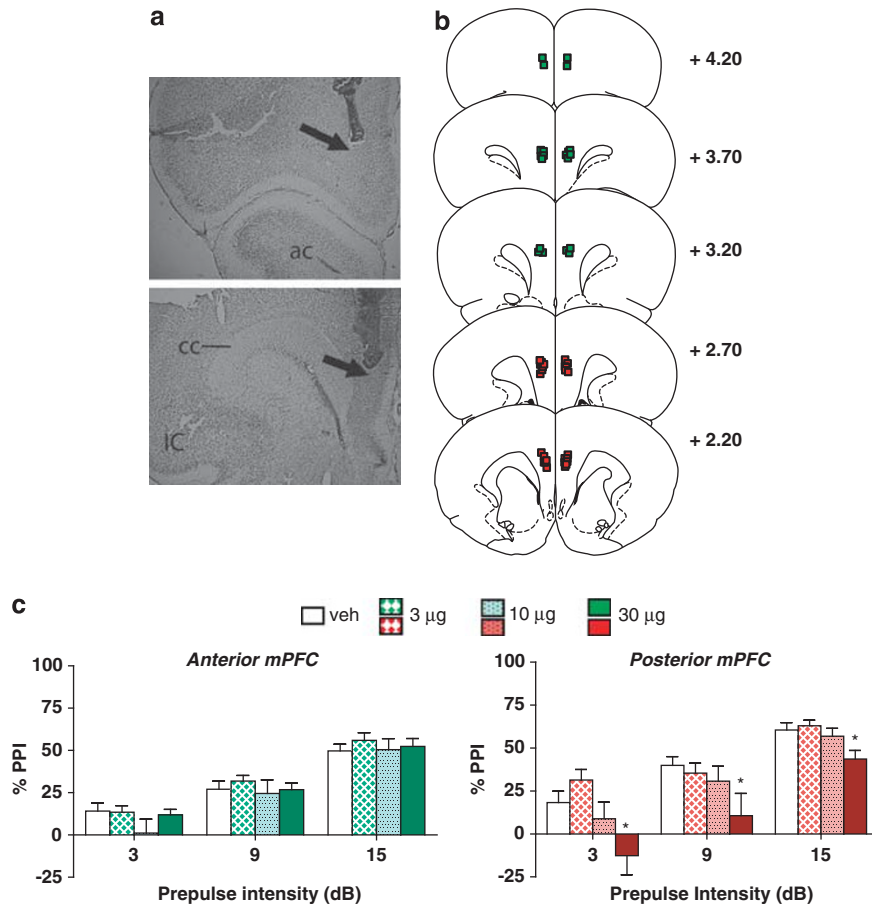 a
b
ac
cc
IC
+ 4.20
+ 3.70
+ 3.20
+ 2.70
+ 2.20
c
veh
3 μg
10 μg
30 μg
Anterior mPFC
100
75
50
25
0
-25
% PPI
3
9
15
Prepulse intensity (dB)
Posterior mPFC
100
75
50
25
0
-25
% PPI
*
*
*
3
9
15
Prepulse Intensity (dB)